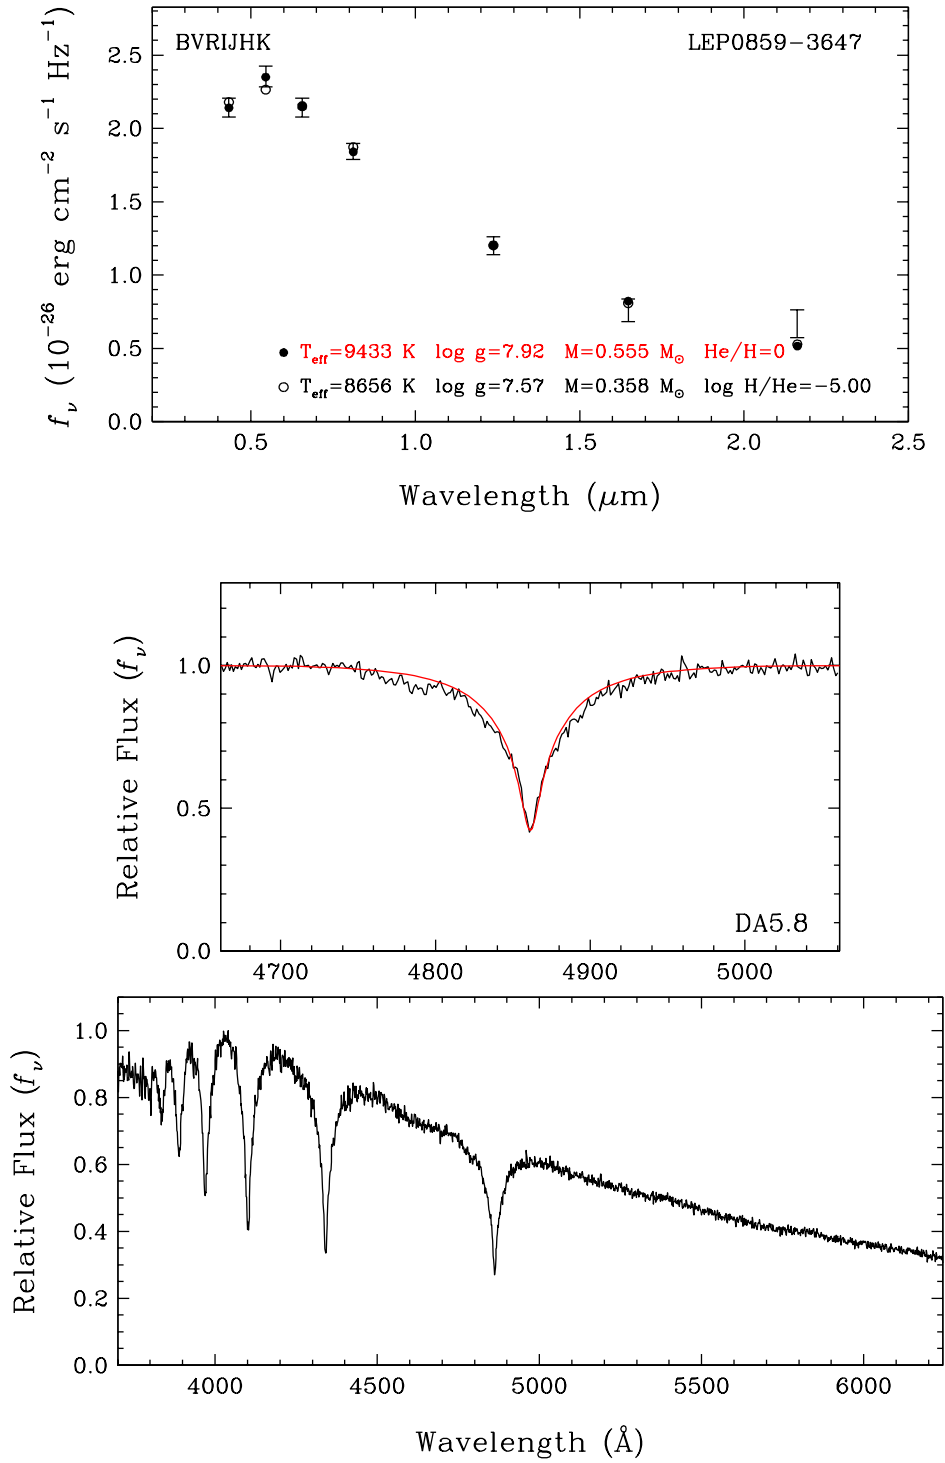 BVRIJHK LEP0859−3647
f_ν (10^−26 erg cm^−2 s^−1 Hz^−1)
2.5
2.0
1.5
1.0
0.5
0.0
T_eff=9433 K log g=7.92 M=0.555 M_⊙ He/H=0
T_eff=8656 K log g=7.57 M=0.358 M_⊙ log H/He=−5.00
0.5 1.0 1.5 2.0 2.5
Wavelength (μm)
Relative Flux (f_ν)
1.0
0.5
0.0
DA5.8
4700 4800 4900 5000
Relative Flux (f_ν)
1.0
0.8
0.6
0.4
0.2
0.0
4000 4500 5000 5500 6000
Wavelength (Å)